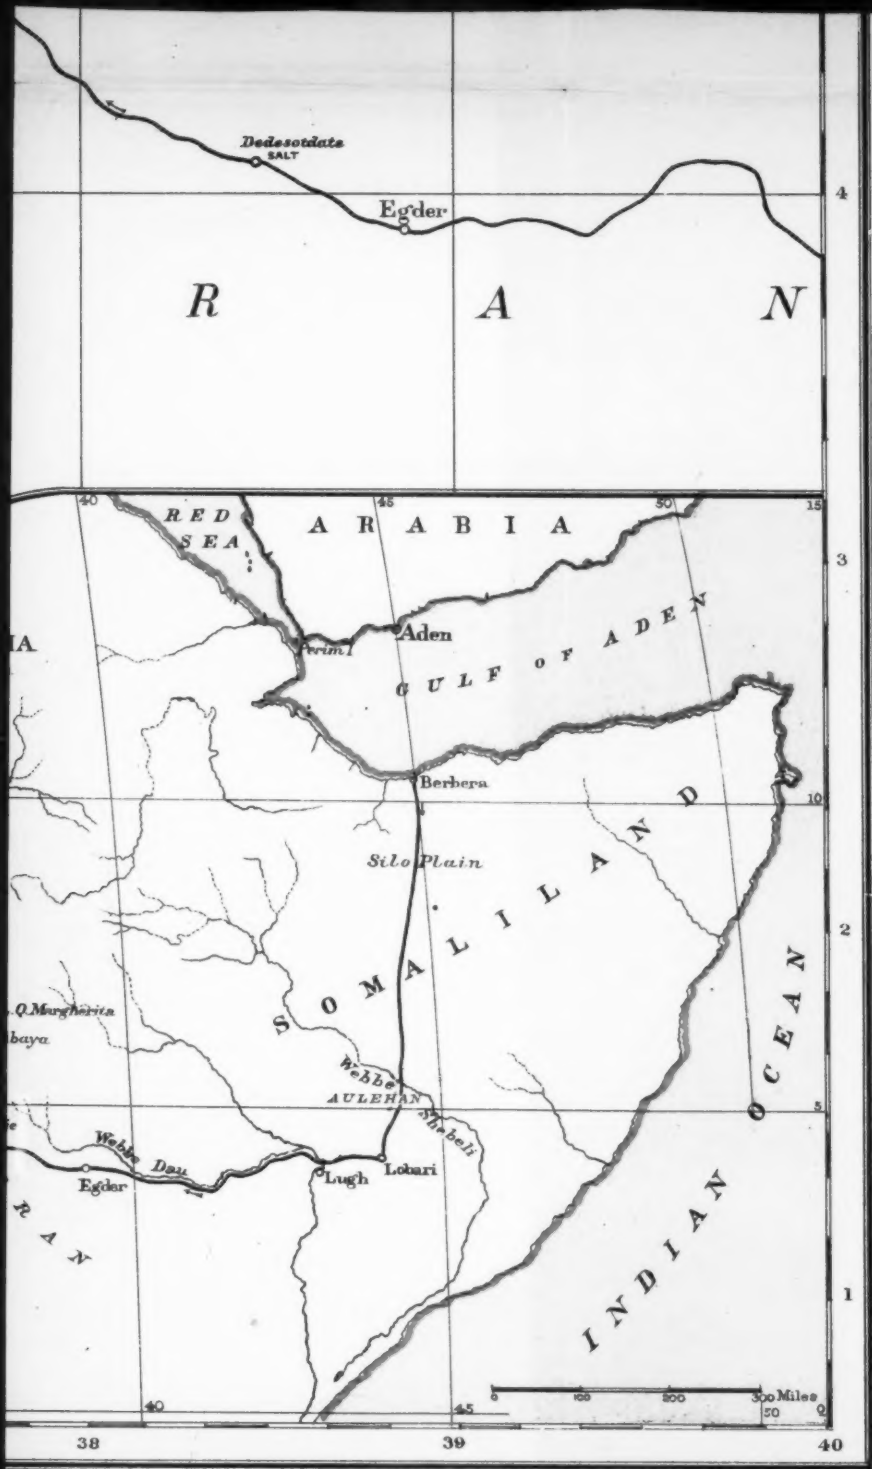 Dedesotdate
SALT
4
Egder
R A N
40 45 50 15
RED
SEA
ARABIA
3
IA.
Perim I
Aden
GULF OF ADEN
Berbera
10
Silo Plain
SOMALILAND
2
Q. Margherita
baya
OCEAN
Webbe
AULEHAN
Shebeli
5
ie
Webbe Dau
Egder
Lugh
Lobari
RAN
INDIAN
1
0 100 200 300 Miles
40 45 50 0
38 39 40